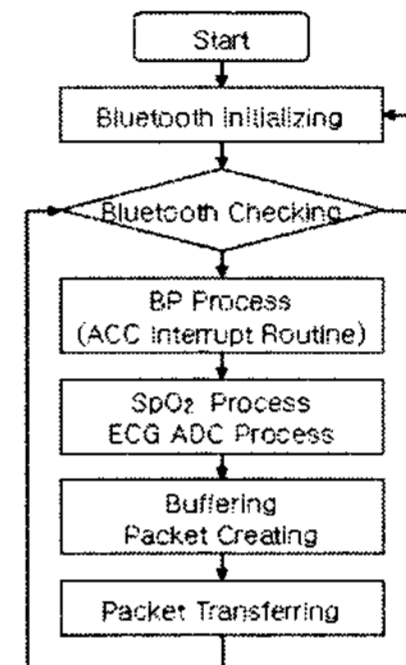 Start
Bluetooth Initializing
Bluetooth Checking
BP Process
(ACC Interrupt Routine)
SpO₂ Process
ECG ADC Process
Buffering
Packet Creating
Packet Transferring